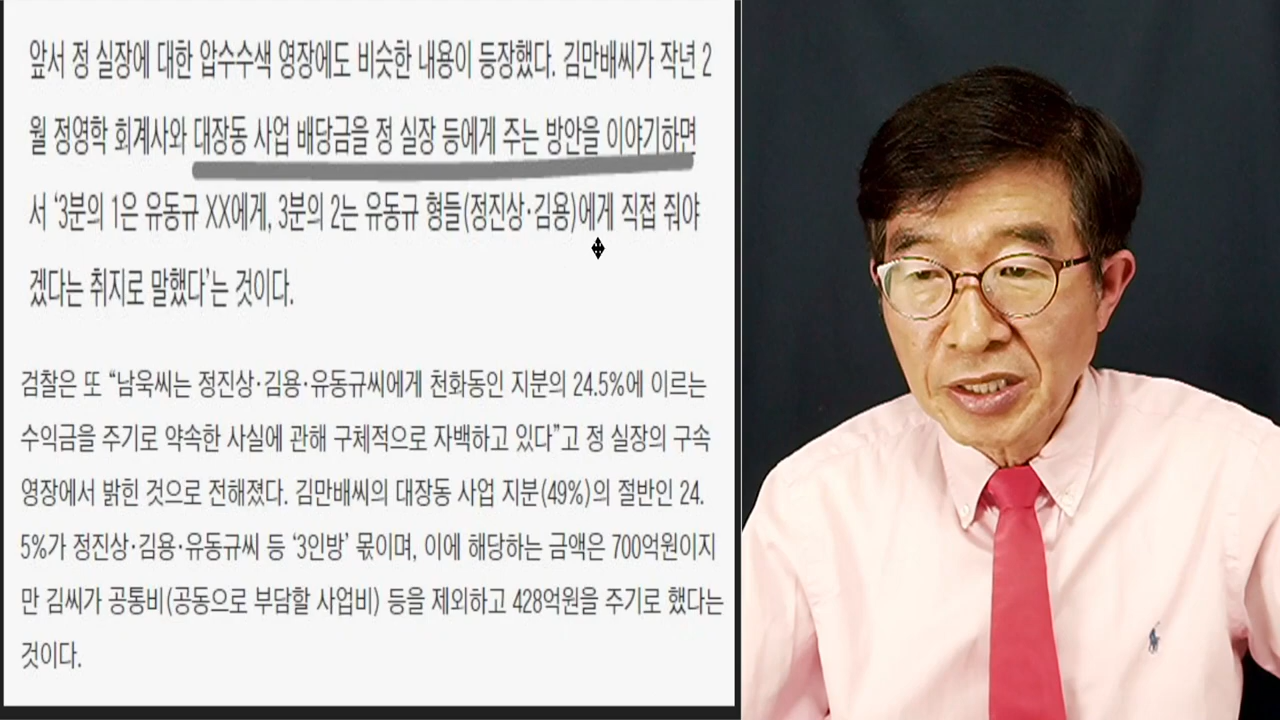 앞서 정 실장에 대한 압수수색 영장에도 비슷한 내용이 등장했다. 김만배씨가 작년 2
월 정영학 회계사와 대장동 사업 배당금을 정 실장 등에게 주는 방안을 이야기하면
서 ‘3분의 1은 유동규 XX에게, 3분의 2는 유동규 형들(정진상·김용)에게 직접 줘야
겠다는 취지로 말했다’는 것이다.
검찰은 또 “남욱씨는 정진상·김용·유동규씨에게 천화동인 지분의 24.5%에 이르는
수익금을 주기로 약속한 사실에 관해 구체적으로 자백하고 있다”고 정 실장의 구속
영장에서 밝힌 것으로 전해졌다. 김만배씨의 대장동 사업 지분(49%)의 절반인 24.
5%가 정진상·김용·유동규씨 등 ‘3인방’ 몫이며, 이에 해당하는 금액은 700억원이지
만 김씨가 공통비(공동으로 부담할 사업비) 등을 제외하고 428억원을 주기로 했다는
것이다.